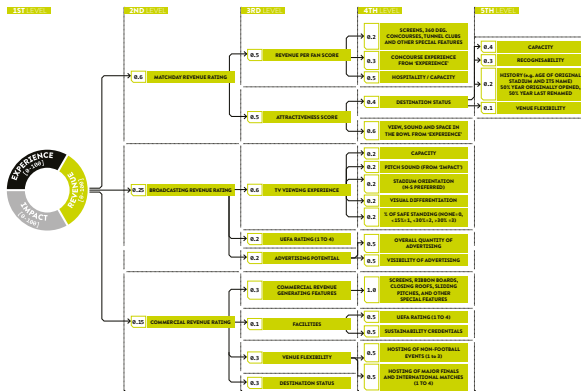 1ST LEVEL
2ND LEVEL
3RD LEVEL
4TH LEVEL
5TH LEVEL
EXPERIENCE
[0-100]
REVENUE
[0-100]
IMPACT
[0-100]
0.6 MATCHDAY REVENUE RATING
0.5 REVENUE PER FAN SCORE
0.2 SCREENS, 360 DEG.
CONCOURSES, TUNNEL CLUBS
AND OTHER SPECIAL FEATURES
0.3 CONCOURSE EXPERIENCE
FROM 'EXPERIENCE'
0.5 HOSPITALITY / CAPACITY
0.5 ATTRACTIVENESS SCORE
0.4 DESTINATION STATUS
0.4 CAPACITY
0.3 RECOGNISABILITY
0.2 HISTORY (e.g. AGE OF ORIGINAL
STADIUM AND ITS NAME)
50% YEAR ORIGINALLY OPENED,
50% YEAR LAST RENAMED
0.1 VENUE FLEXIBILITY
0.6 VIEW, SOUND AND SPACE IN
THE BOWL FROM 'EXPERIENCE'
0.25 BROADCASTING REVENUE RATING
0.6 TV VIEWING EXPERIENCE
0.2 CAPACITY
0.2 PITCH SOUND (FROM 'IMPACT')
0.2 STADIUM ORIENTATION
(N-S PREFERRED)
0.2 VISUAL DIFFERENTIATION
0.2 % OF SAFE STANDING (NONE=0,
<15%=1, <30%=2, >30% =3)
0.2 UEFA RATING (1 TO 4)
0.2 ADVERTISING POTENTIAL
0.5 OVERALL QUANTITY OF
ADVERTISING
0.5 VISIBILITY OF ADVERTISING
0.15 COMMERCIAL REVENUE RATING
0.3 COMMERCIAL REVENUE
GENERATING FEATURES
1.0 SCREENS, RIBBON BOARDS,
CLOSING ROOFS, SLIDING
PITCHES, AND OTHER
SPECIAL FEATURES
0.1 FACILITIES
0.5 UEFA RATING (1 TO 4)
0.5 SUSTAINABILITY CREDENTIALS
0.3 VENUE FLEXIBILITY
0.5 HOSTING OF NON-FOOTBALL
EVENTS (1 to 3)
0.5 HOSTING OF MAJOR FINALS
AND INTERNATIONAL MATCHES
(1 TO 4)
0.3 DESTINATION STATUS